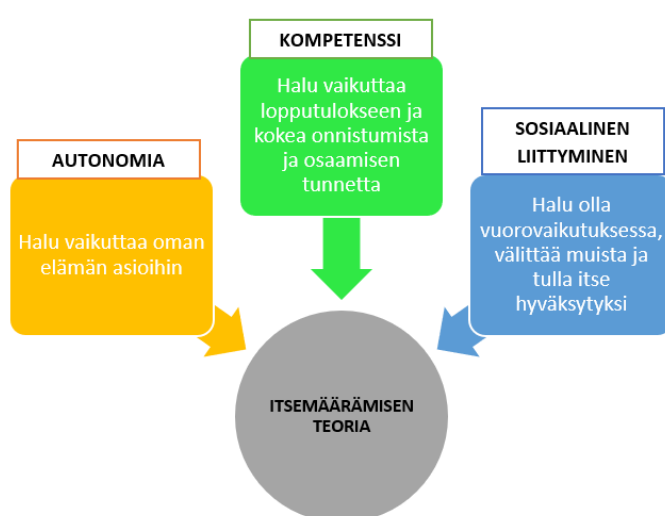 AUTONOMIA
Halu vaikuttaa oman
elämän asioihin
KOMPETENSSI
Halu vaikuttaa
lopputulokseen ja
kokea onnistumista
ja osaamisen
tunnetta
SOSIAALINEN
LIITTYMINEN
Halu olla
vuorovaikutuksessa,
välittää muista ja
tulla itse
hyväksytyksi
ITSEMÄÄRÄMISEN
TEORIA